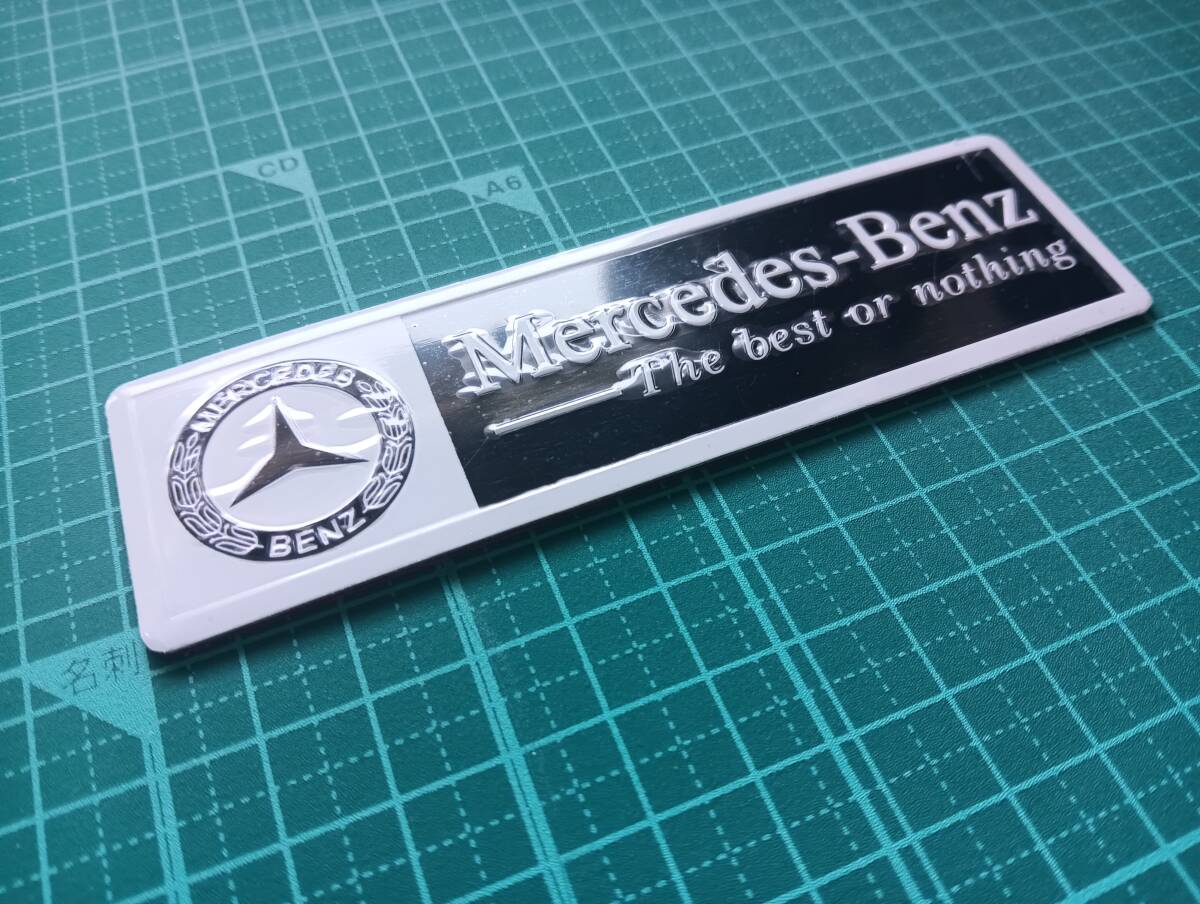 CD
A6
Mercedes-Benz
The best or nothing
MERCEDES
BENZ
名刺